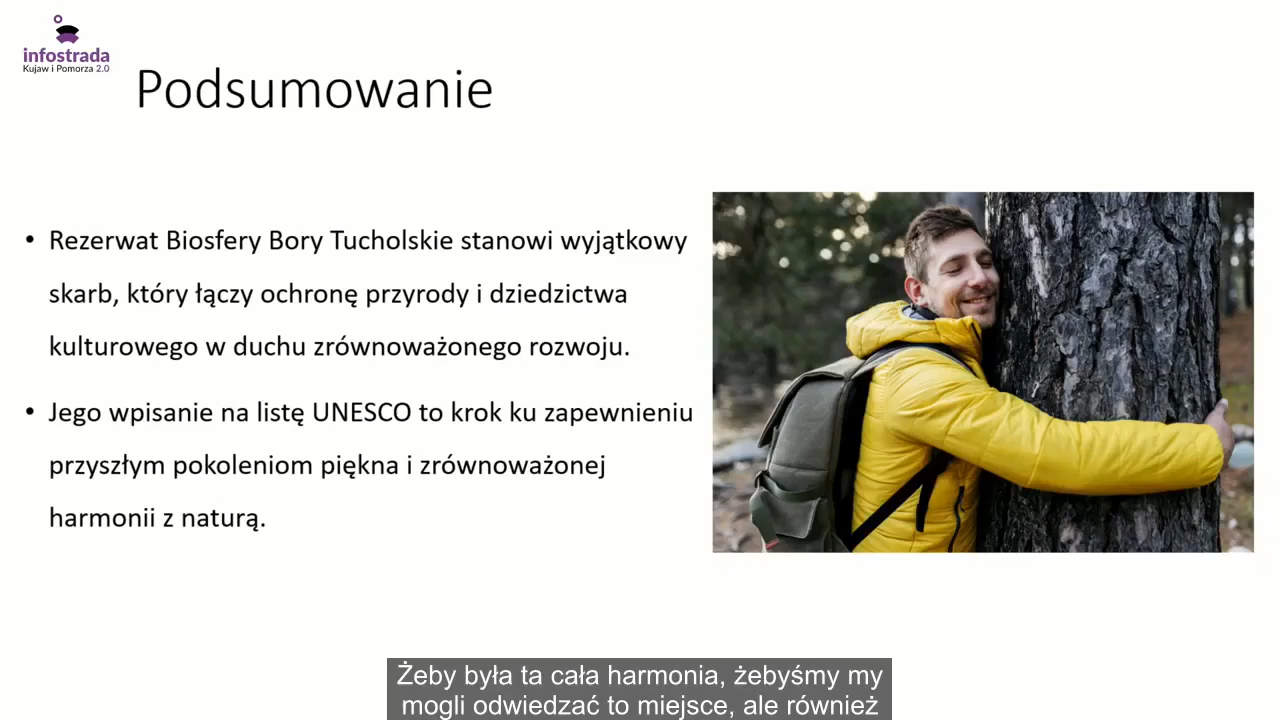 infostrada
Kujaw i Pomorza 2.0
Podsumowanie
• Rezerwat Biosfery Bory Tucholskie stanowi wyjątkowy
skarb, który łączy ochronę przyrody i dziedzictwa
kulturowego w duchu zrównoważonego rozwoju.
• Jego wpisanie na listę UNESCO to krok ku zapewnieniu
przyszłym pokoleniom piękna i zrównoważonej
harmonii z naturą.
Żeby była ta cała harmonia, żebyśmy my
mogli odwiedzać to miejsce, ale również